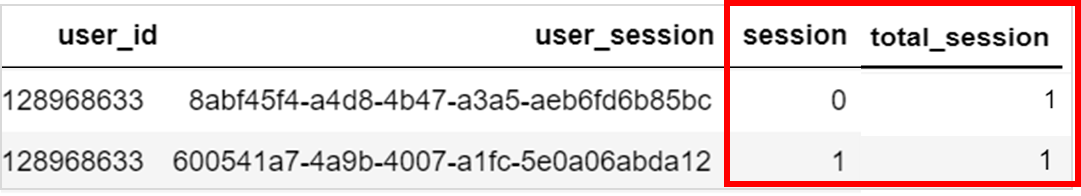 user_id user_session session total_session
128968633 8abf45f4-a4d8-4b47-a3a5-aeb6fd6b85bc 0 1
128968633 600541a7-4a9b-4007-a1fc-5e0a06abda12 1 1